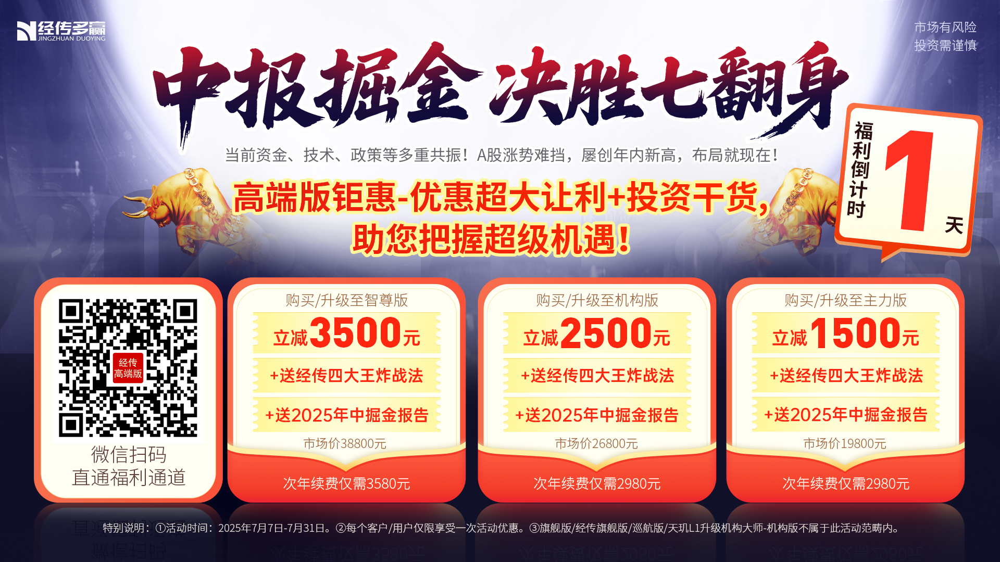 经传多赢
JINGZHUAN DUOYING
市场有风险
投资需谨慎
中报掘金 决胜七翻身
当前资金、技术、政策等多重共振！A股涨势难挡，屡创年内新高，布局就现在！
福利倒计时
1
天
高端版钜惠-优惠超大让利+投资干货，
助您把握超级机遇！
经传
高端版
微信扫码
直通福利通道
购买/升级至智尊版
立减3500元
+送经传四大王炸战法
+送2025年中掘金报告
市场价38800元
次年续费仅需3580元
购买/升级至机构版
立减2500元
+送经传四大王炸战法
+送2025年中掘金报告
市场价26800元
次年续费仅需2980元
购买/升级至主力版
立减1500元
+送经传四大王炸战法
+送2025年中掘金报告
市场价19800元
次年续费仅需2980元
特别说明：①活动时间：2025年7月7日-7月31日。②每个客户/用户仅限享受一次活动优惠。③旗舰版/经传旗舰版/巡航版/天玑L1升级机构大师-机构版不属于此活动范畴内。